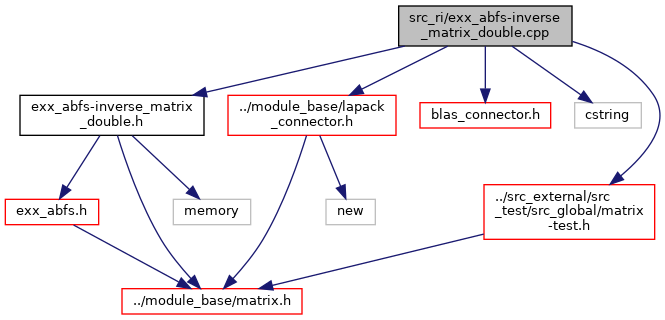 src_ri/exx_abfs-inverse
_matrix_double.cpp
exx_abfs-inverse_matrix
_double.h
../module_base/lapack
_connector.h
blas_connector.h
cstring
exx_abfs.h
memory
new
../src_external/src
_test/src_global/matrix
-test.h
../module_base/matrix.h